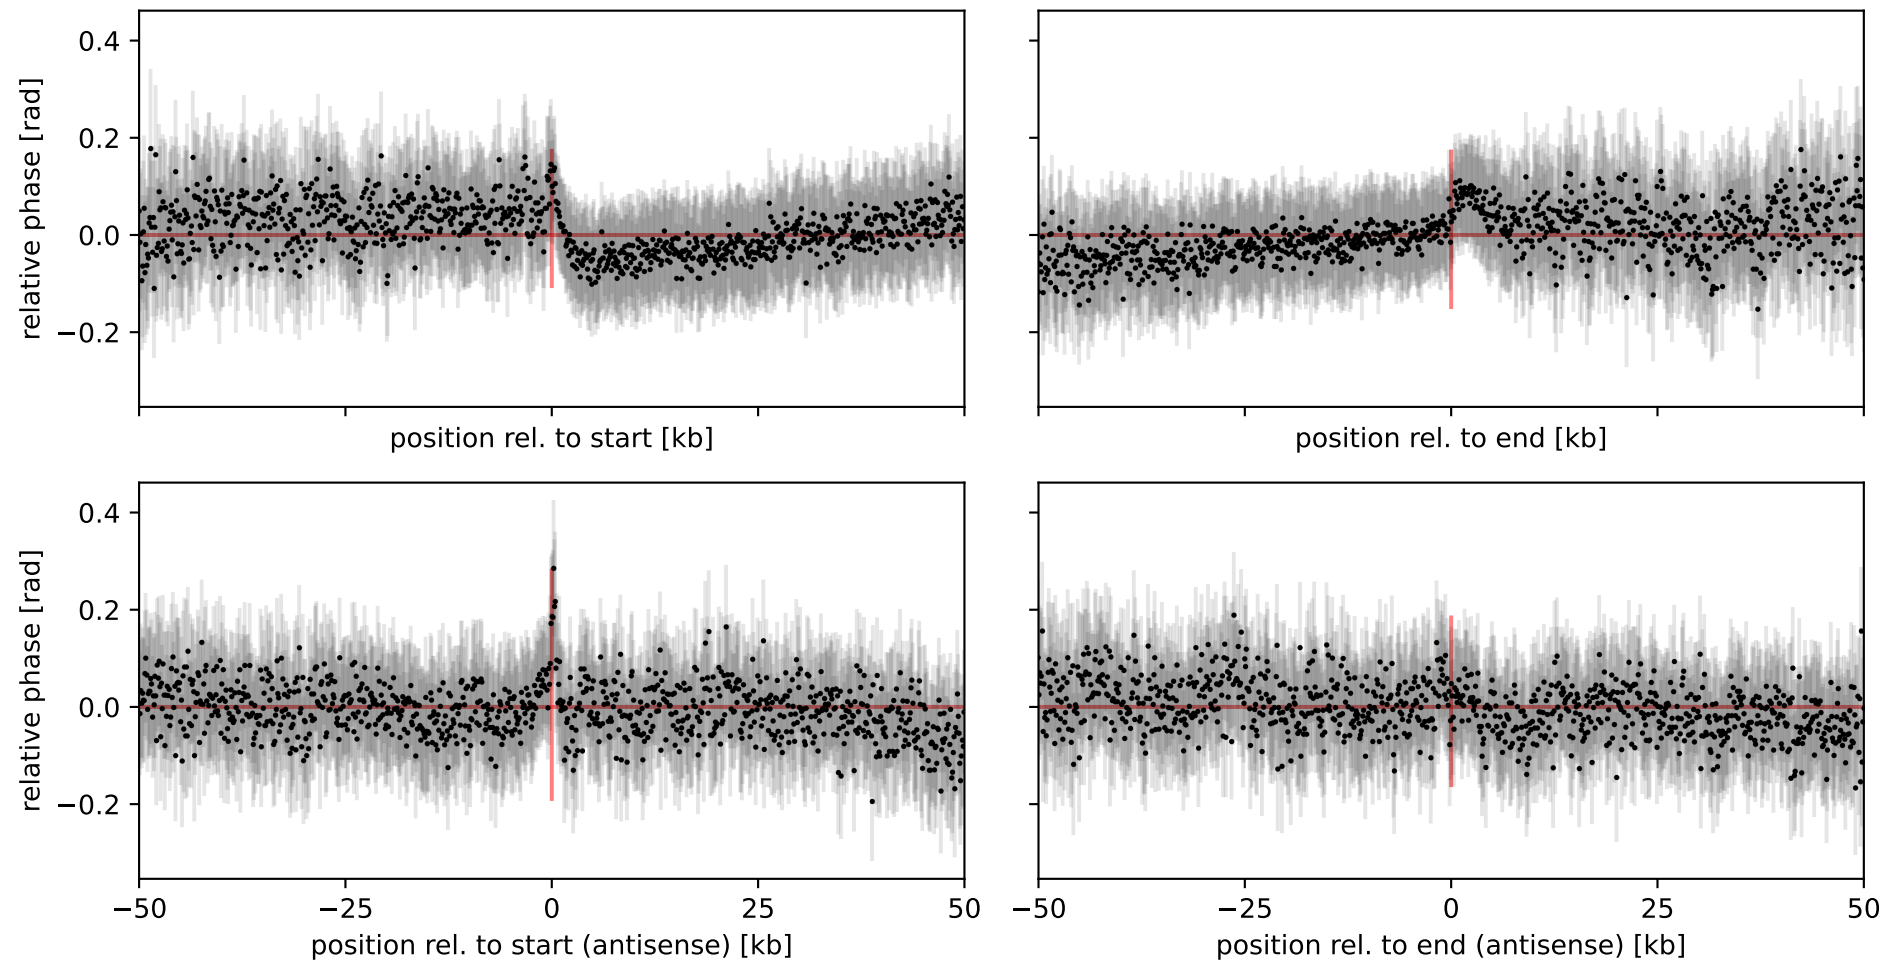 0.4
0.2
0.0
−0.2
relative phase [rad]
position rel. to start [kb]
position rel. to end [kb]
0.4
0.2
0.0
−0.2
relative phase [rad]
−50 −25 0 25 50
−50 −25 0 25 50
position rel. to start (antisense) [kb]
position rel. to end (antisense) [kb]